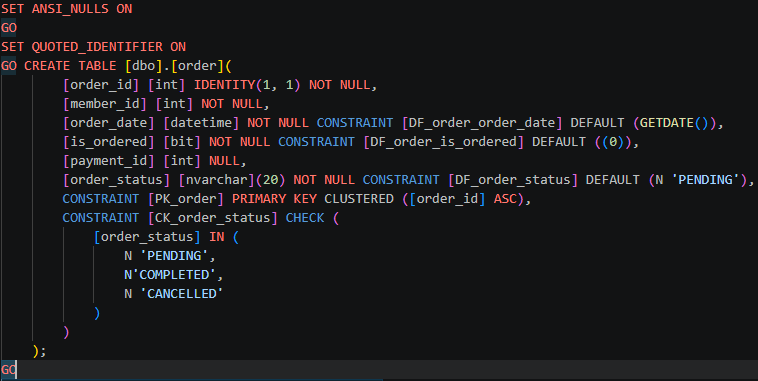 SET ANSI_NULLS ON
GO
SET QUOTED_IDENTIFIER ON
GO CREATE TABLE [dbo].[order](
[order_id] [int] IDENTITY(1, 1) NOT NULL,
[member_id] [int] NOT NULL,
[order_date] [datetime] NOT NULL CONSTRAINT [DF_order_order_date] DEFAULT (GETDATE()),
[is_ordered] [bit] NOT NULL CONSTRAINT [DF_order_is_ordered] DEFAULT ((0)),
[payment_id] [int] NULL,
[order_status] [nvarchar](20) NOT NULL CONSTRAINT [DF_order_status] DEFAULT (N 'PENDING'),
CONSTRAINT [PK_order] PRIMARY KEY CLUSTERED ([order_id] ASC),
CONSTRAINT [CK_order_status] CHECK (
[order_status] IN (
N 'PENDING',
N'COMPLETED',
N 'CANCELLED'
)
)
);
GO